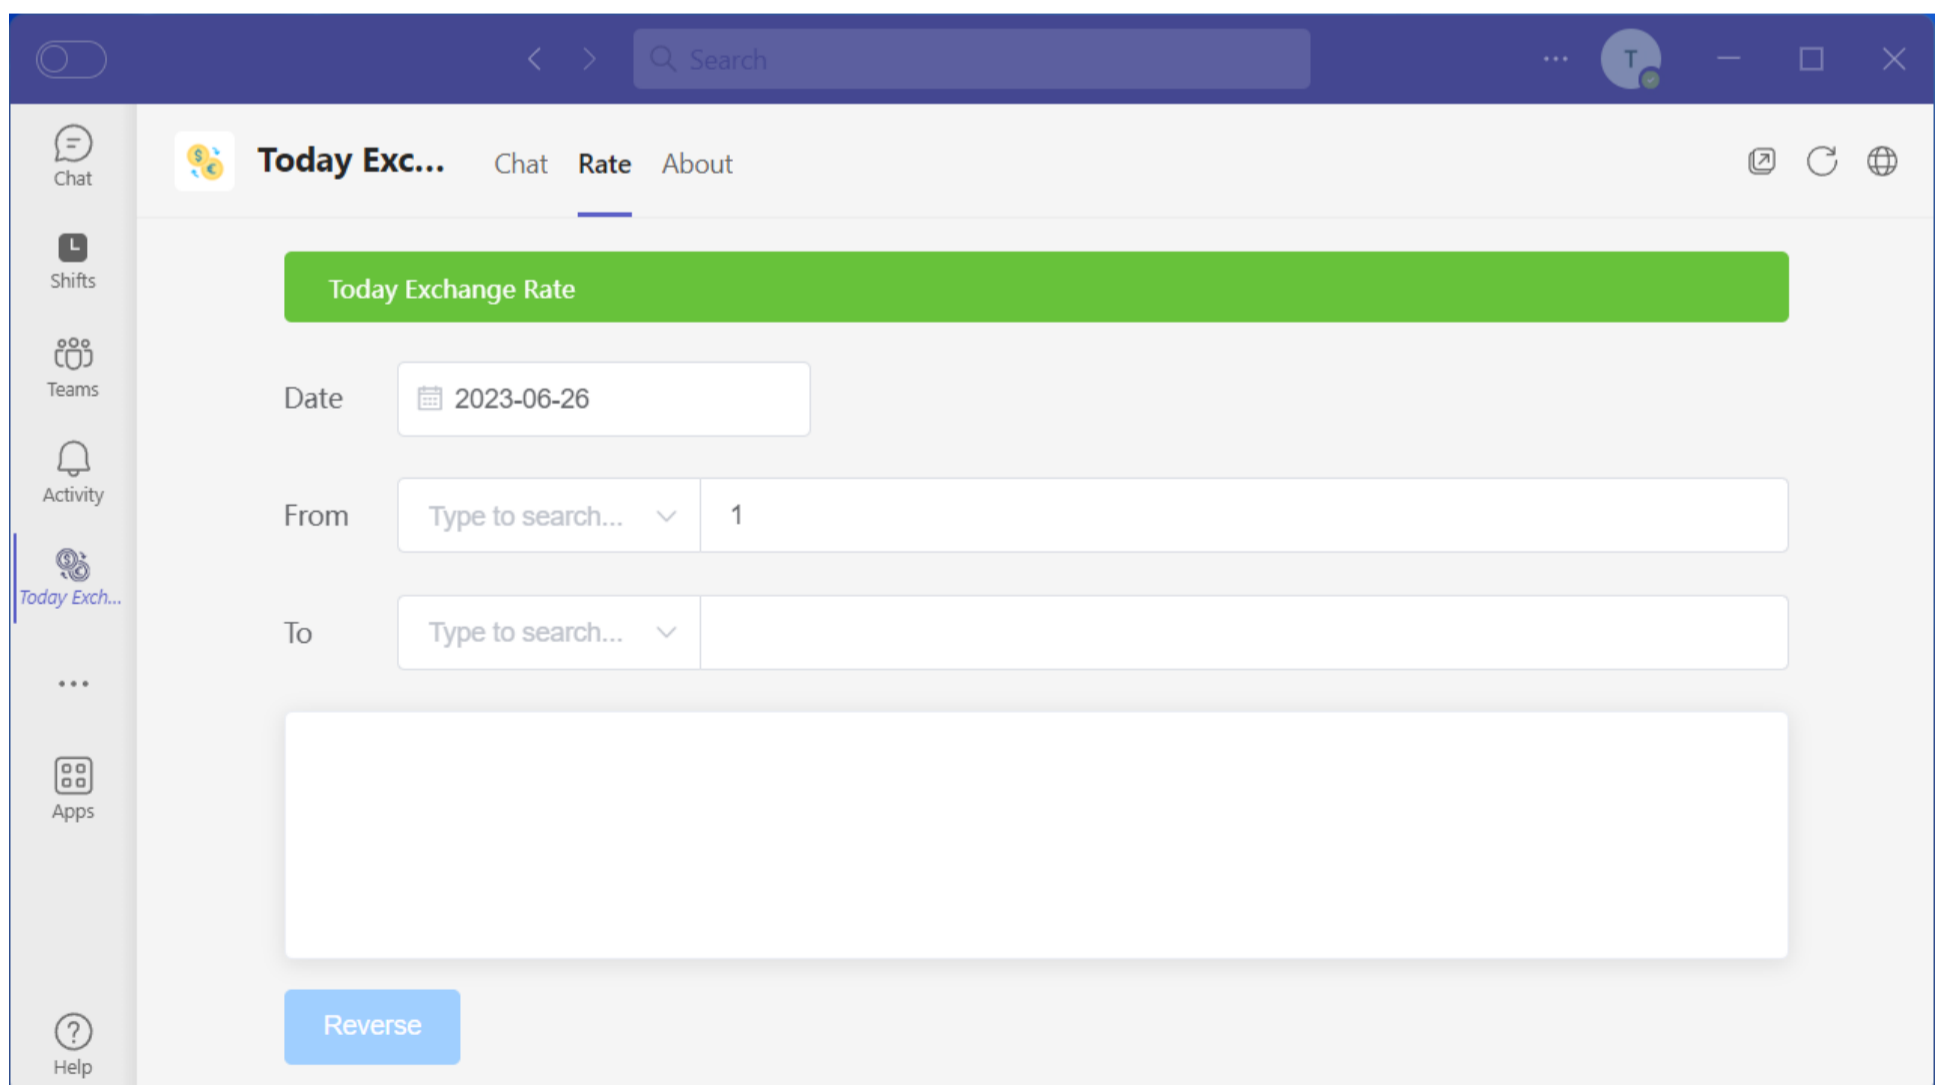 Search
T
Chat
Shifts
Teams
Activity
Today Exch...
Apps
Help
Today Exc...
Chat Rate About
Today Exchange Rate
Date 2023-06-26
From Type to search... 1
To Type to search...
Reverse